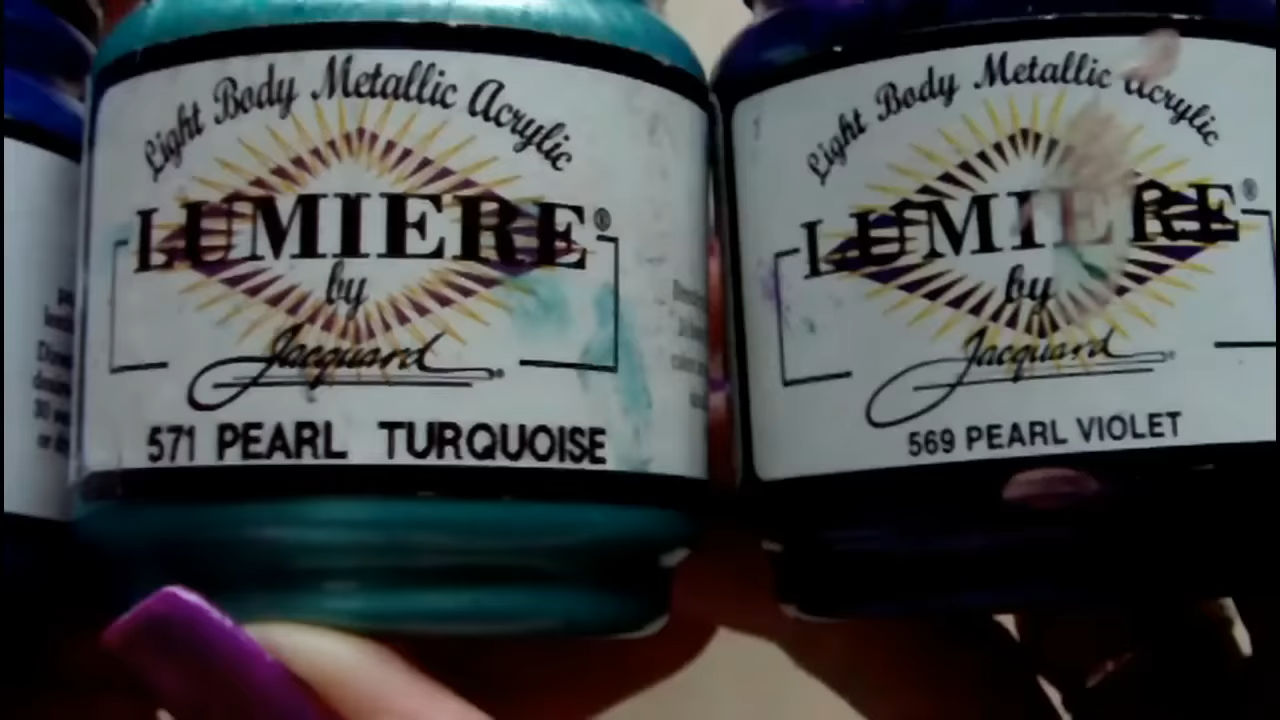 Light Body Metallic Acrylic
LUMIERE®
by
Jacquard
571 PEARL TURQUOISE
Light Body Metallic Acrylic
LUMIERE®
by
Jacquard
569 PEARL VIOLET